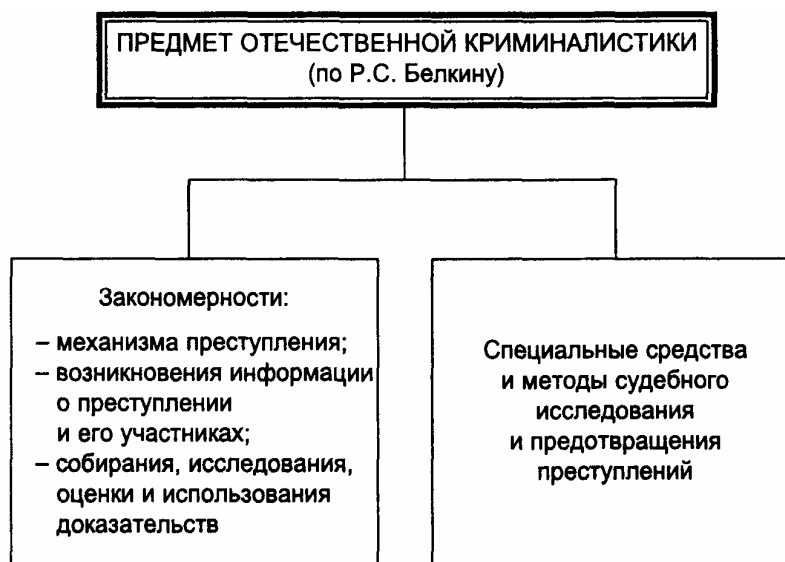 ПРЕДМЕТ ОТЕЧЕСТВЕННОЙ КРИМИНАЛИСТИКИ
(по Р.С. Белкину)
Закономерности:
– механизма преступления;
– возникновения информации
о преступлении
и его участниках;
– собирания, исследования,
оценки и использования
доказательств
Специальные средства
и методы судебного
исследования
и предотвращения
преступлений